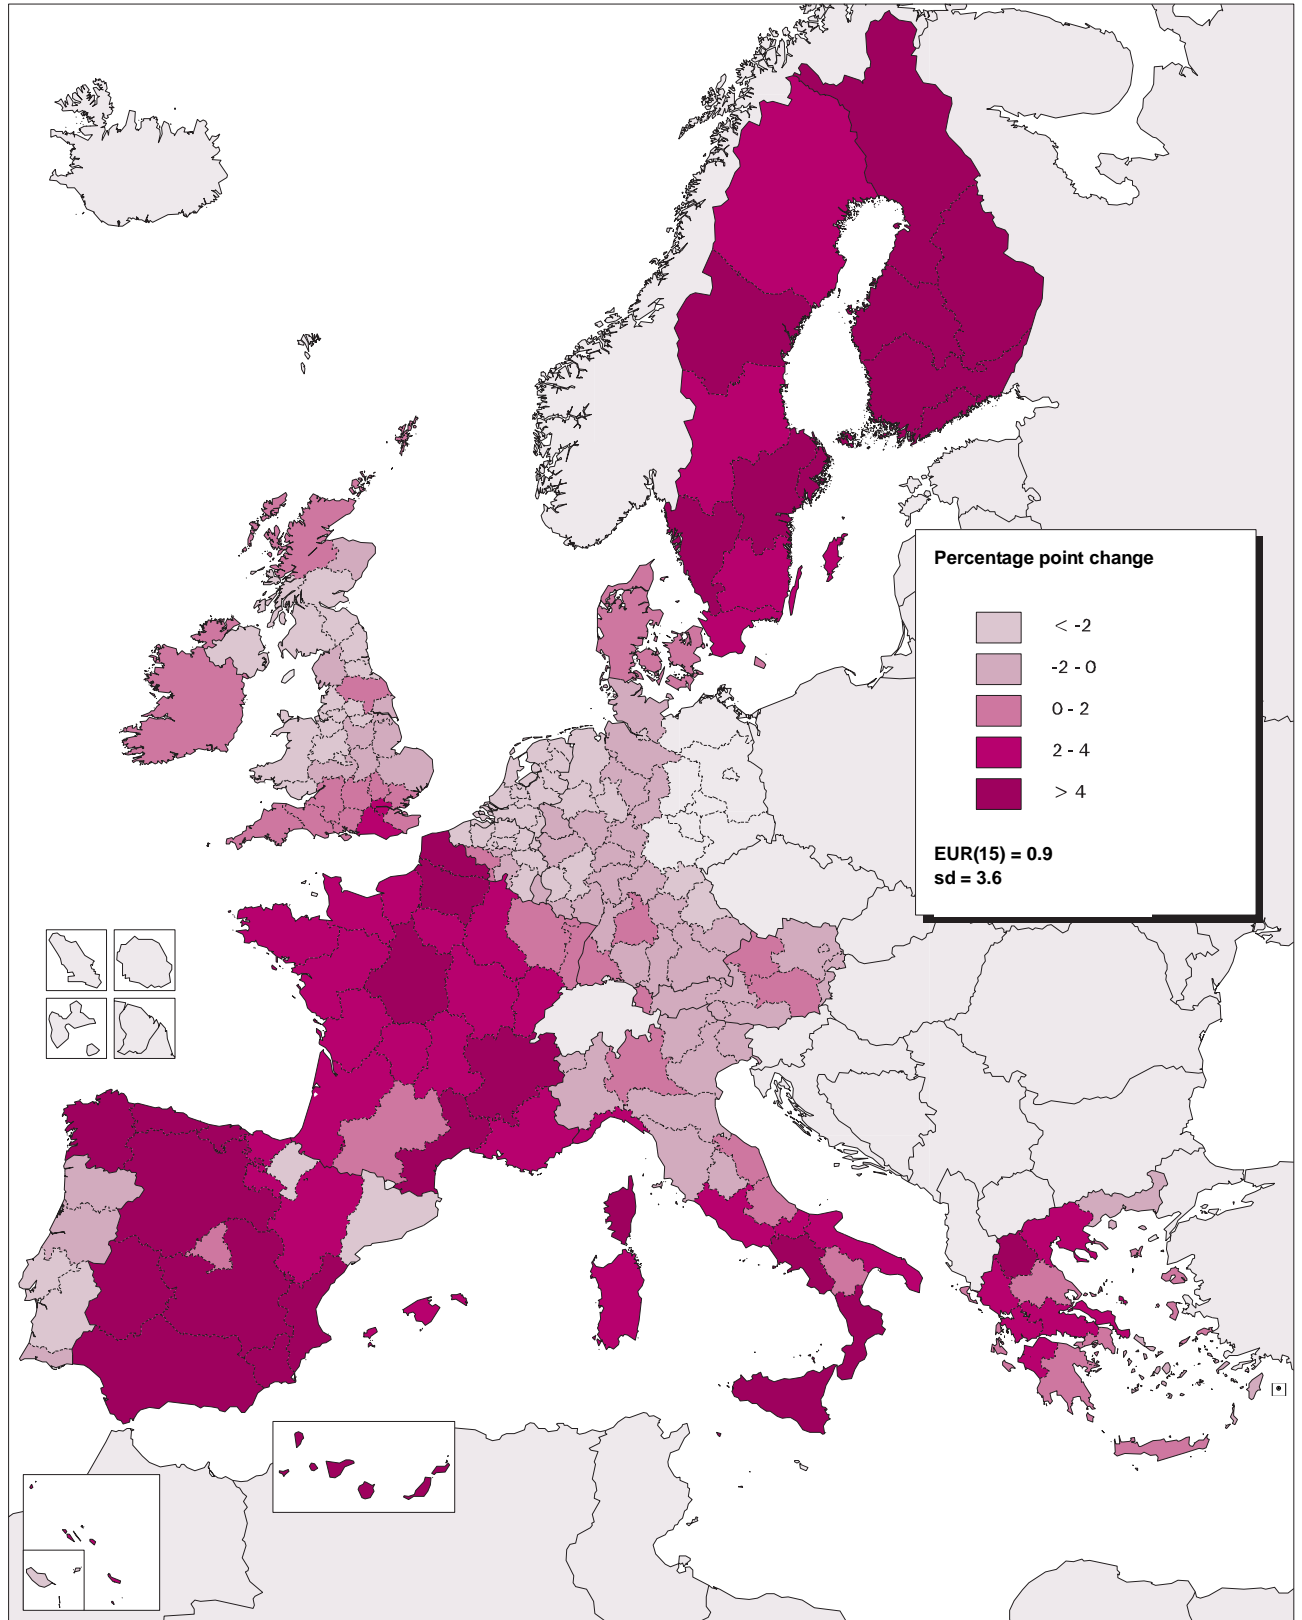 Percentage point change
< -2
-2 - 0
0 - 2
2 - 4
> 4
EUR(15) = 0.9
sd = 3.6